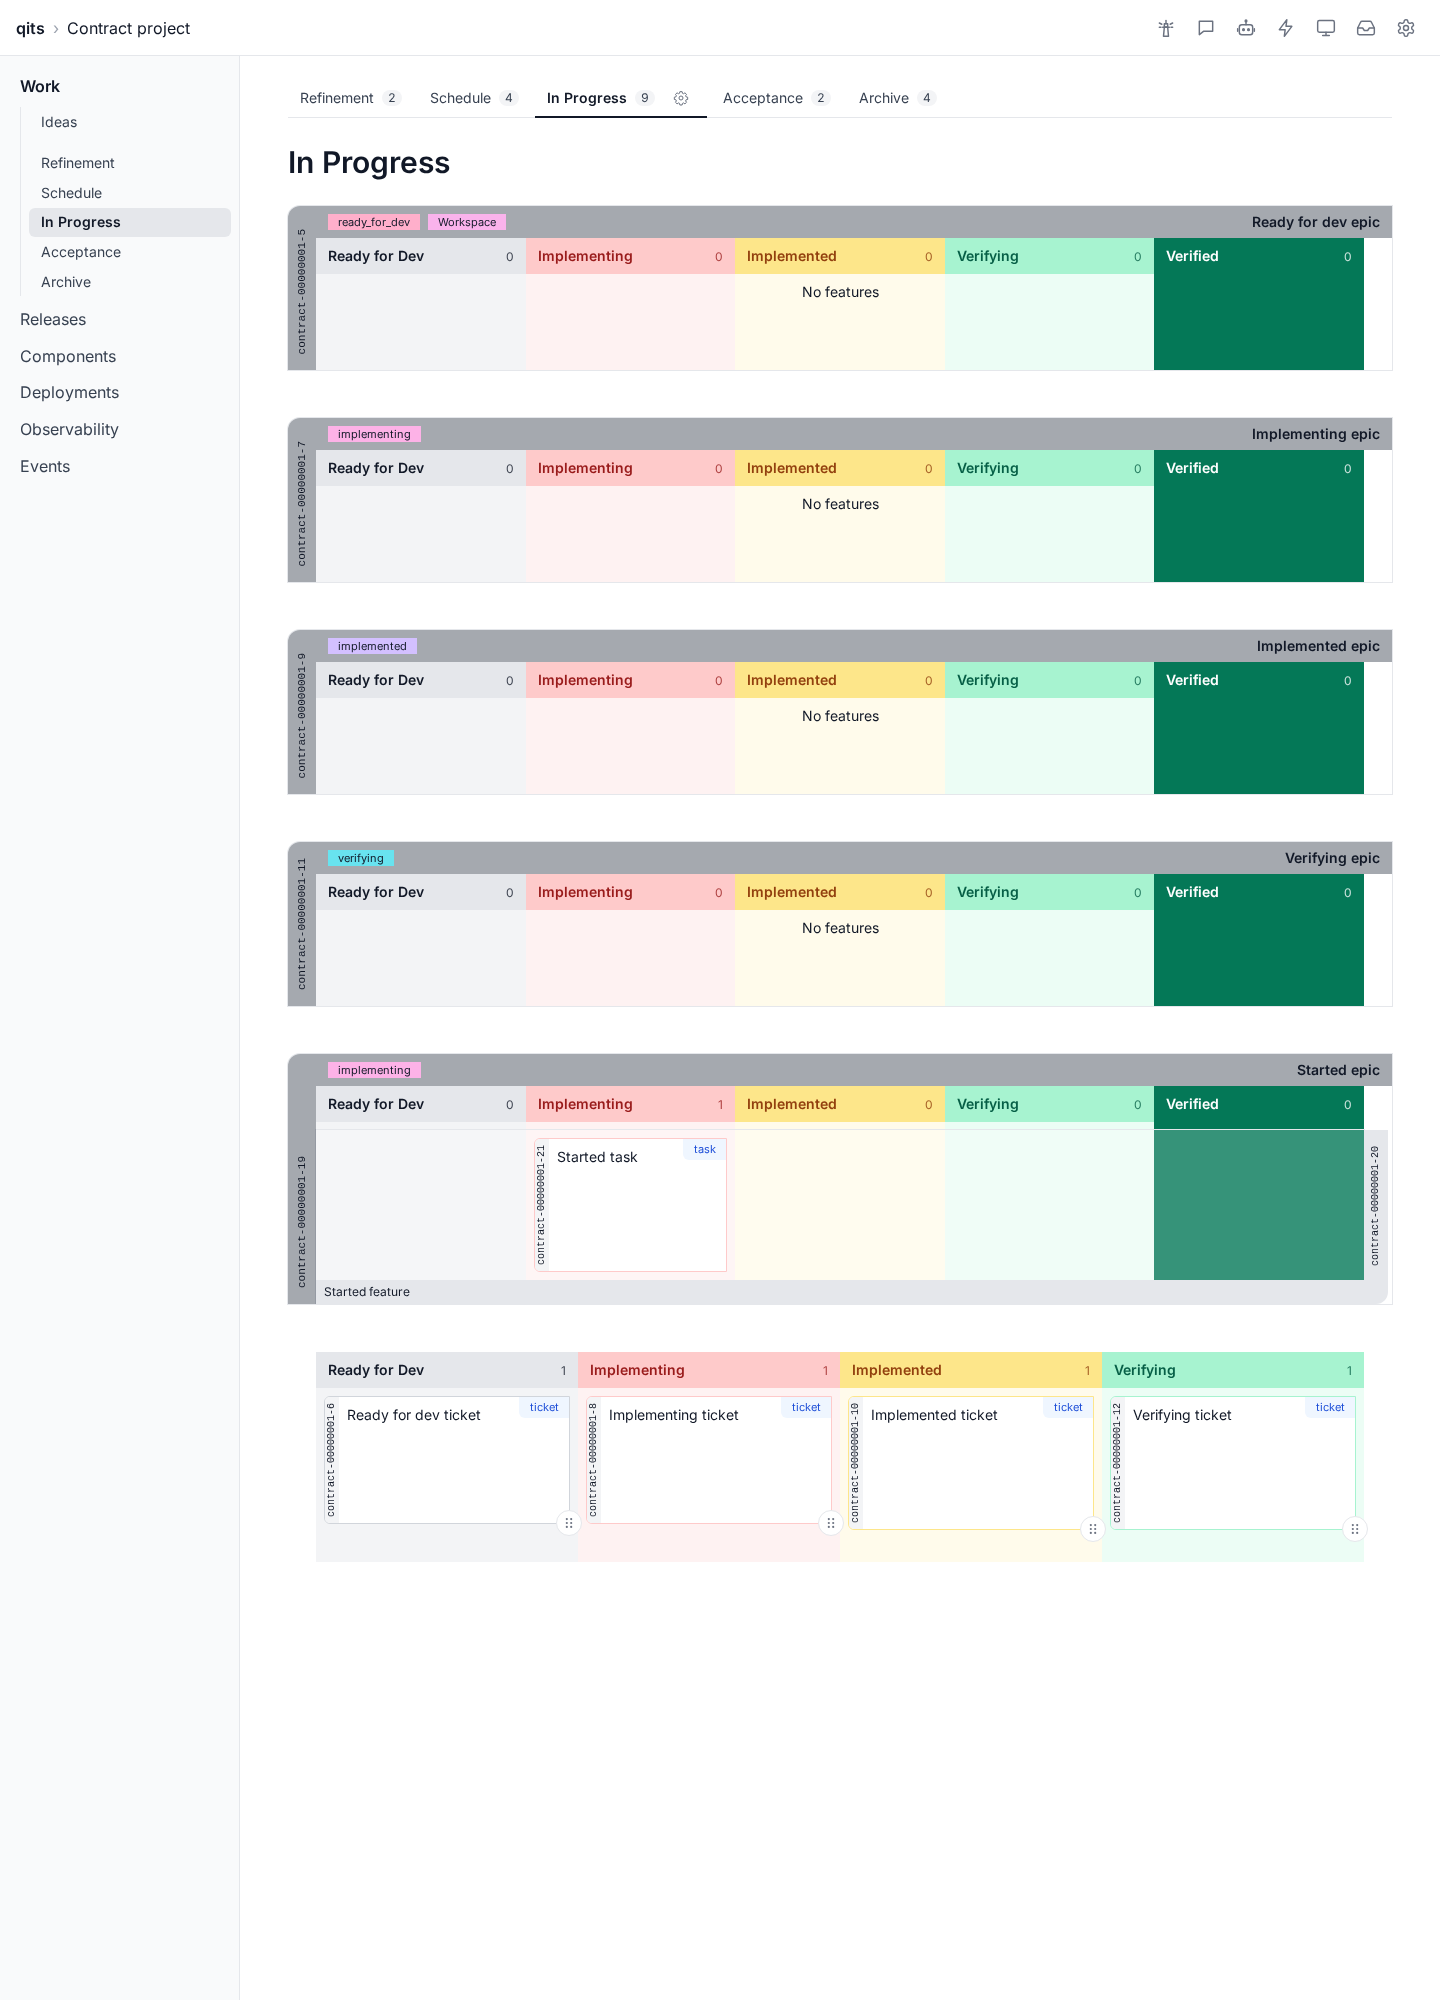 qits › Contract project
Work
Ideas
Refinement
Schedule
In Progress
Acceptance
Archive
Releases
Components
Deployments
Observability
Events
Refinement 2 Schedule 4 In Progress 9 Acceptance 2 Archive 4
In Progress
contract-00000001-5
ready_for_dev Workspace Ready for dev epic
Ready for Dev 0 Implementing 0 Implemented 0 Verifying 0 Verified 0
No features
contract-00000001-7
implementing Implementing epic
Ready for Dev 0 Implementing 0 Implemented 0 Verifying 0 Verified 0
No features
contract-00000001-9
implemented Implemented epic
Ready for Dev 0 Implementing 0 Implemented 0 Verifying 0 Verified 0
No features
contract-00000001-11
verifying Verifying epic
Ready for Dev 0 Implementing 0 Implemented 0 Verifying 0 Verified 0
No features
contract-00000001-19
implementing Started epic
Ready for Dev 0 Implementing 1 Implemented 0 Verifying 0 Verified 0
contract-00000001-21
Started task task
contract-00000001-20
Started feature
Ready for Dev 1 Implementing 1 Implemented 1 Verifying 1
contract-00000001-6
Ready for dev ticket ticket
contract-00000001-8
Implementing ticket ticket
contract-00000001-10
Implemented ticket ticket
contract-00000001-12
Verifying ticket ticket